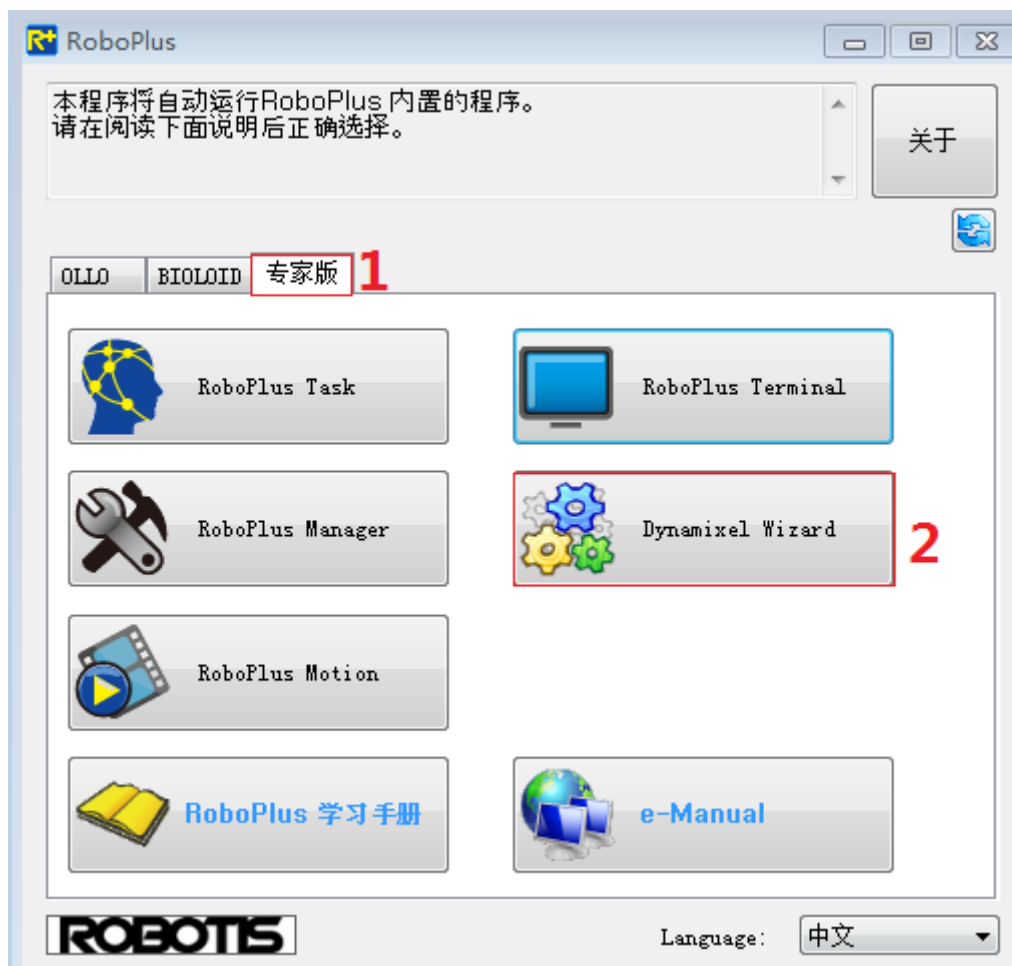 RoboPlus
本程序将自动运行RoboPlus 内置的程序。
请在阅读下面说明后正确选择。
关于
OLLO BIOLOID 专家版 1
RoboPlus Task
RoboPlus Terminal
RoboPlus Manager
Dynamixel Wizard
2
RoboPlus Motion
RoboPlus 学习手册
e-Manual
ROBOTIS
Language: 中文